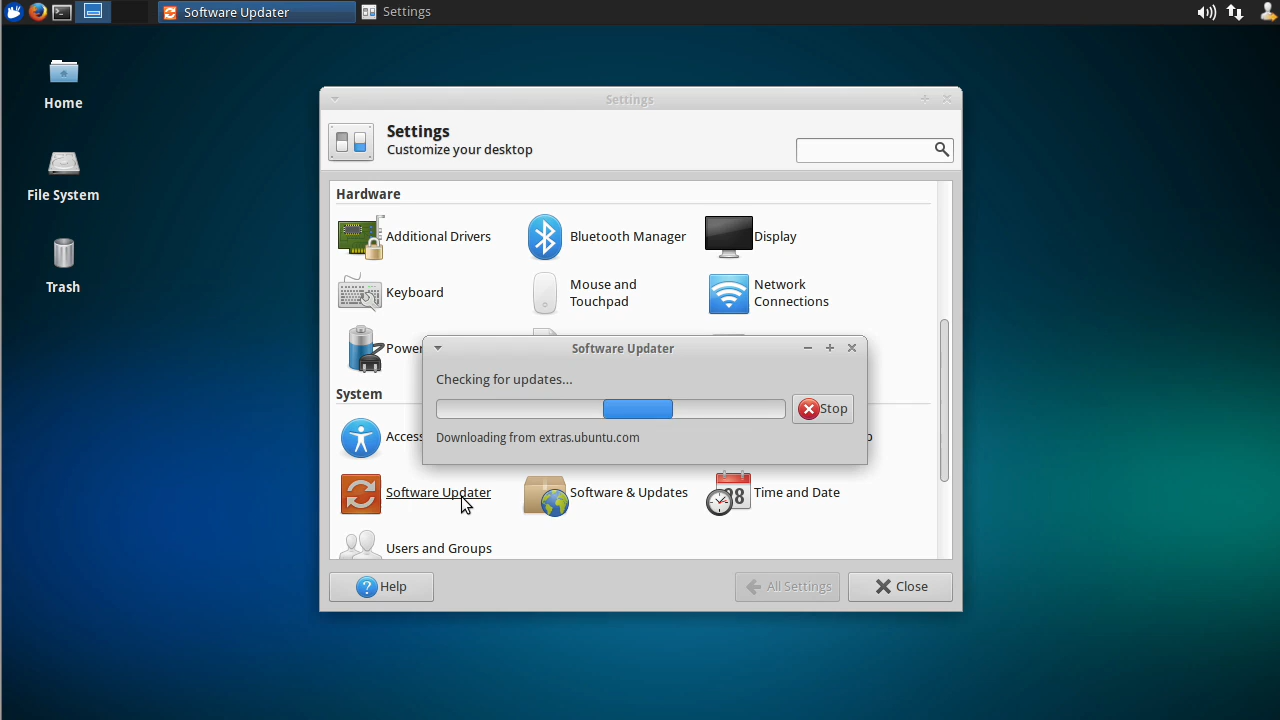 Software Updater
Settings
Home
File System
Trash
Settings
Settings
Customize your desktop
Hardware
Additional Drivers
Bluetooth Manager
Display
Keyboard
Mouse and
Touchpad
Network
Connections
Power
System
Software Updater
Checking for updates...
Stop
Downloading from extras.ubuntu.com
Software Updater
Software & Updates
Time and Date
Users and Groups
Help
All Settings
Close